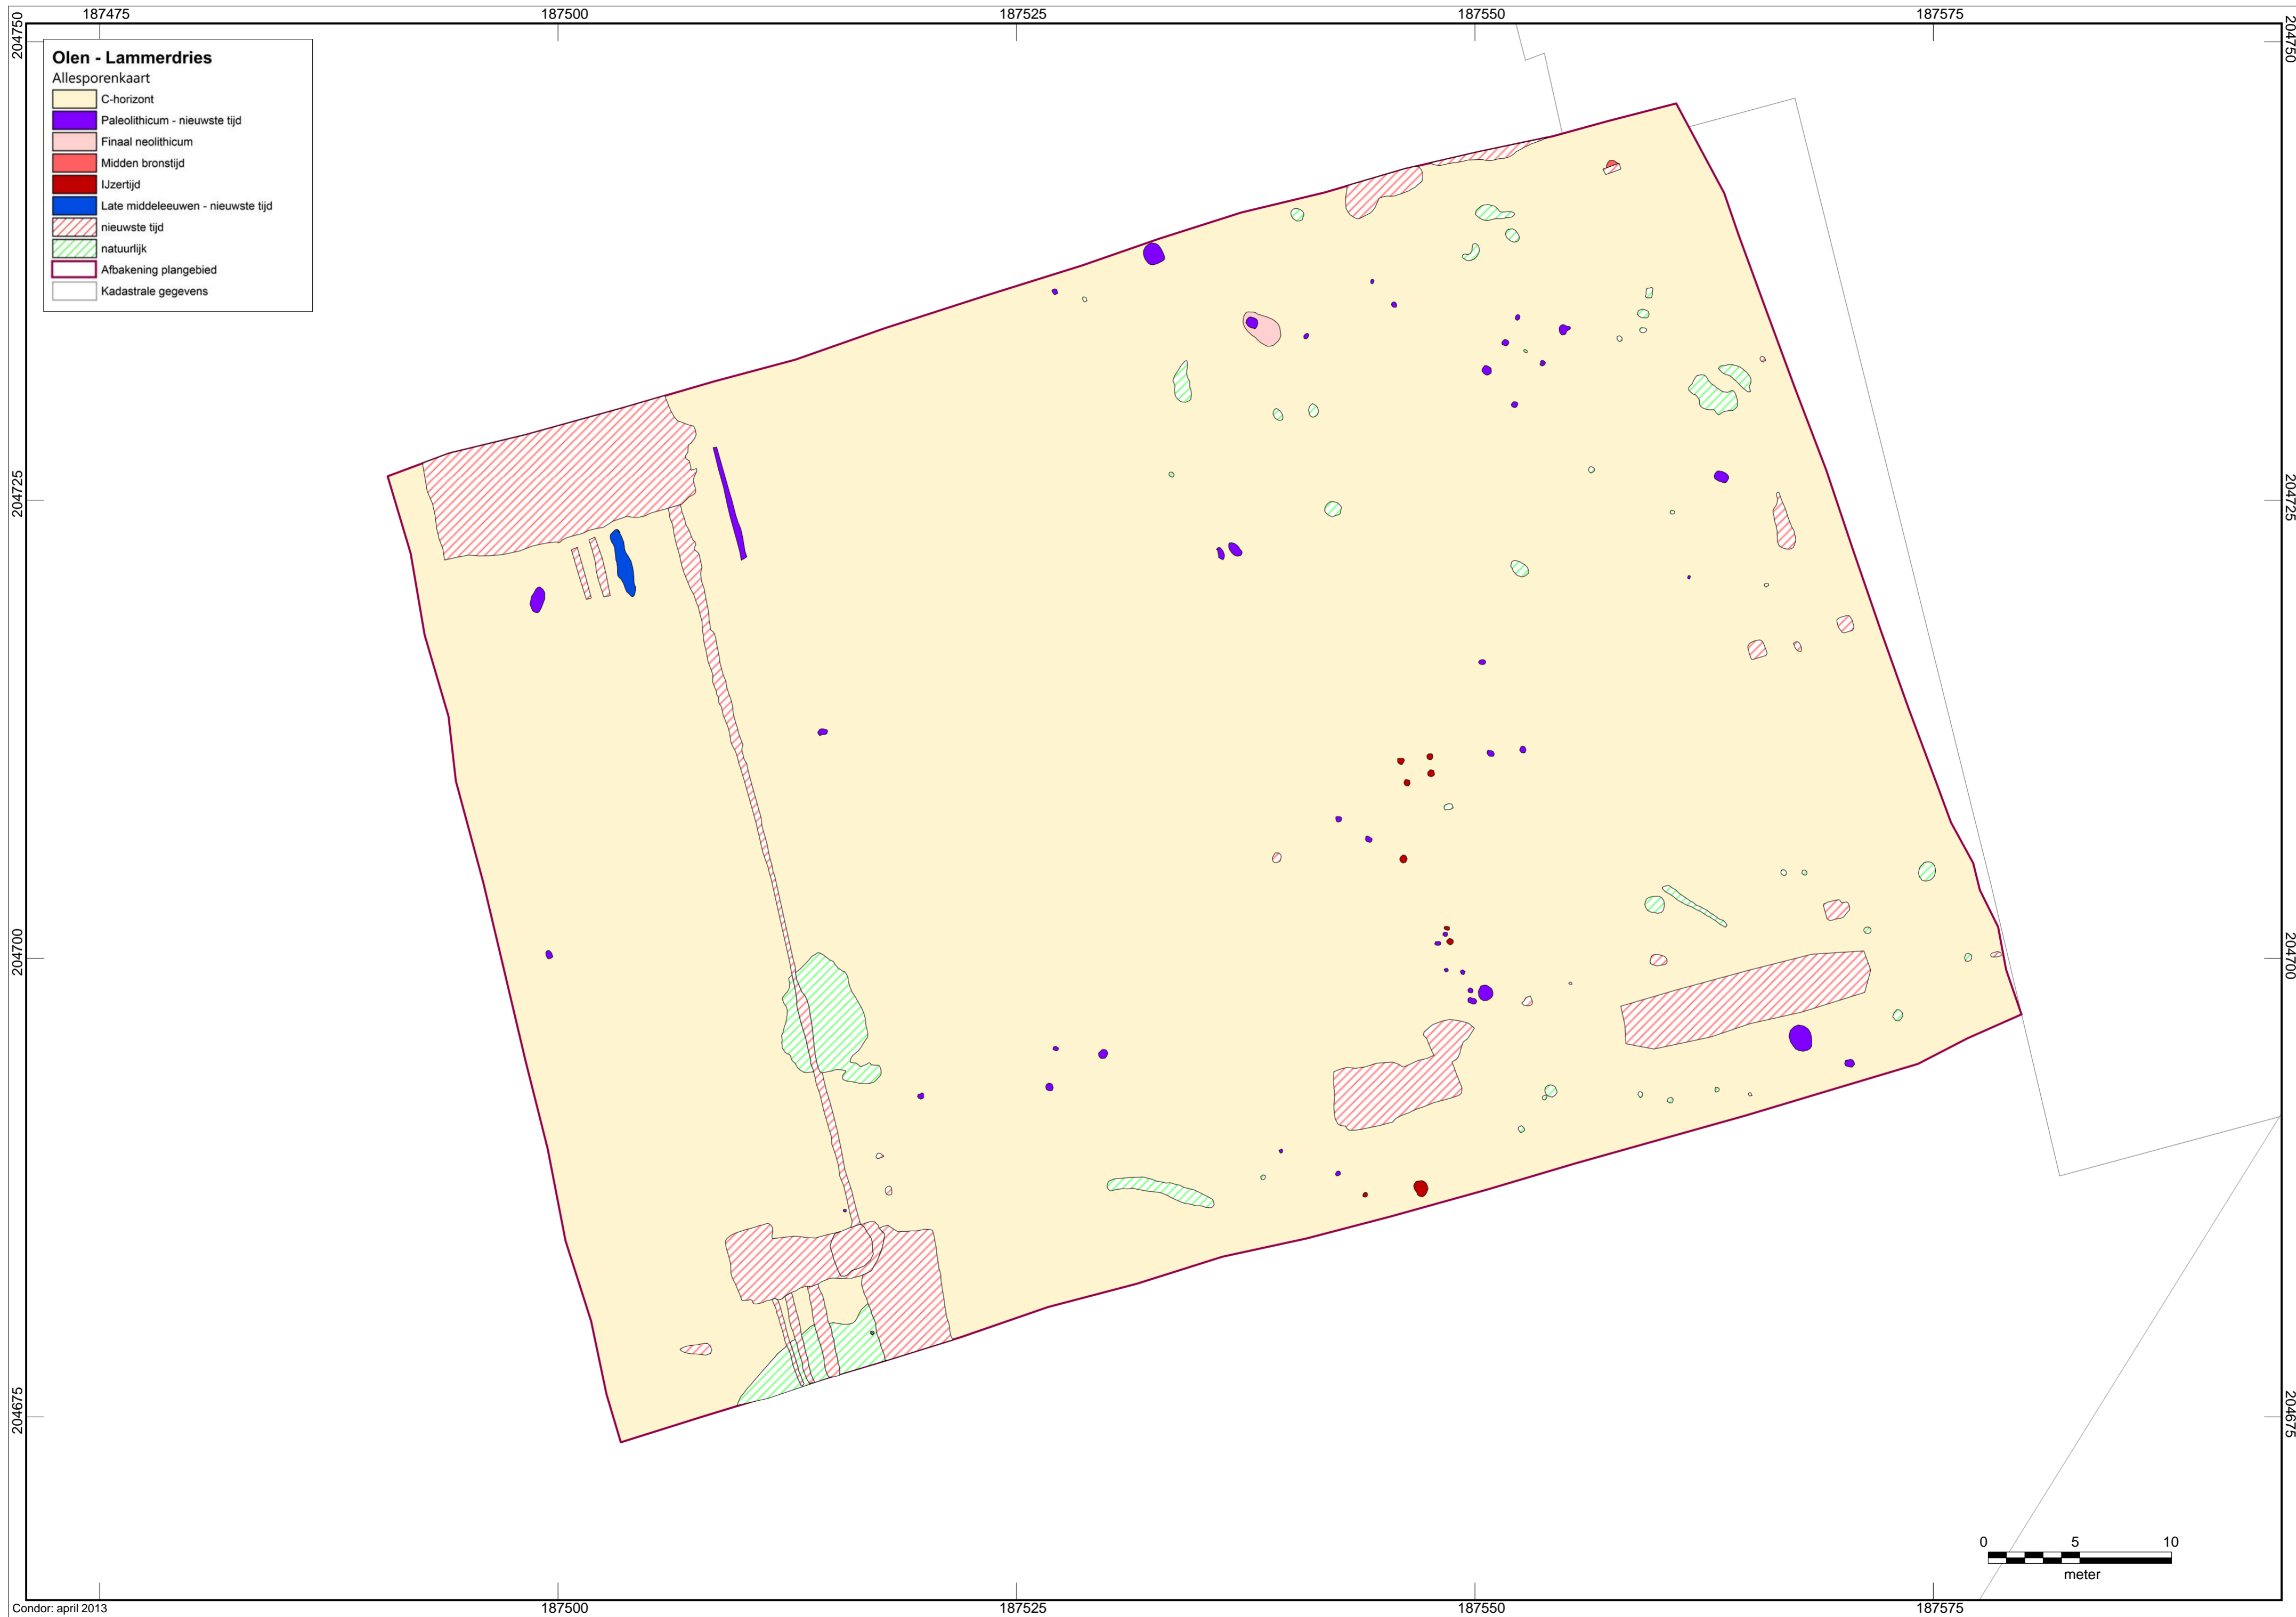 187475 187500 187525 187550 187575
204750 204750
Olen - Lammerdries
Allesporenkaart
C-horizont
Paleolithicum - nieuwste tijd
Finaal neolithicum
Midden bronstijd
IJzertijd
Late middeleeuwen - nieuwste tijd
nieuwste tijd
natuurlijk
Afbakening plangebied
Kadastrale gegevens
204725 204725
204700 204700
204675 204675
0 5 10
meter
Condor: april 2013
187500 187525 187550 187575